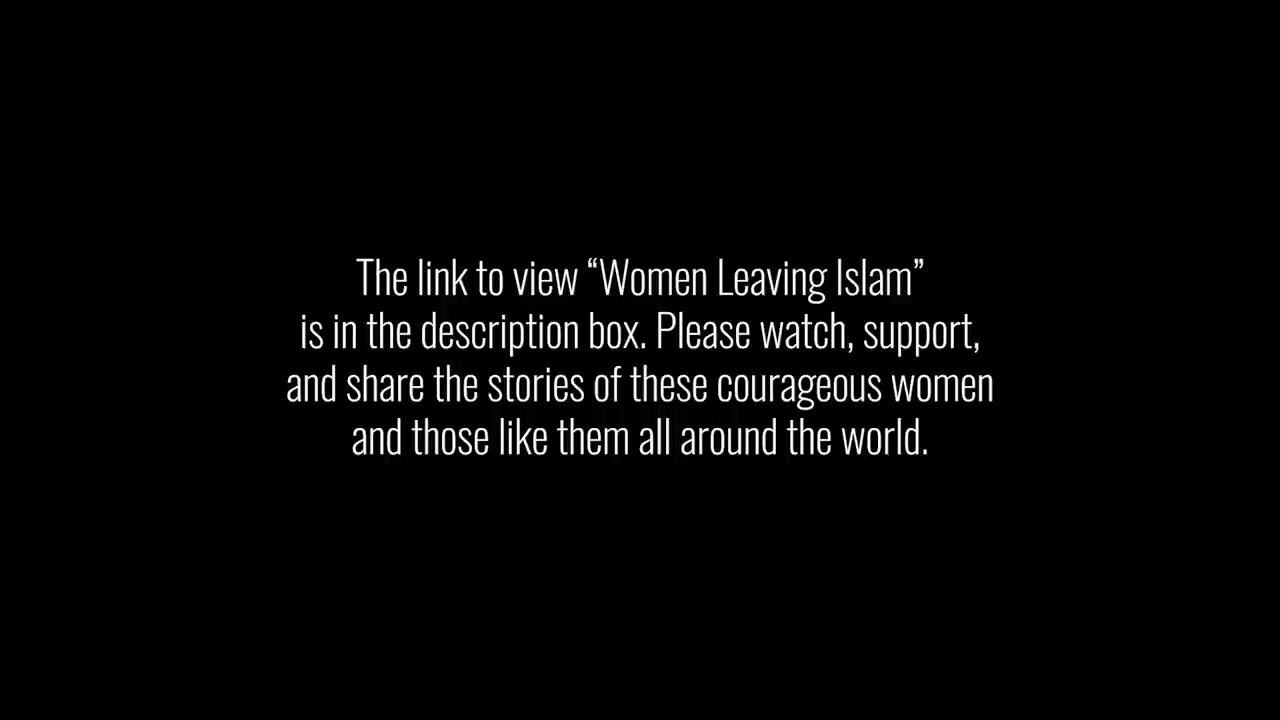 The link to view “Women Leaving Islam”
is in the description box. Please watch, support,
and share the stories of these courageous women
and those like them all around the world.